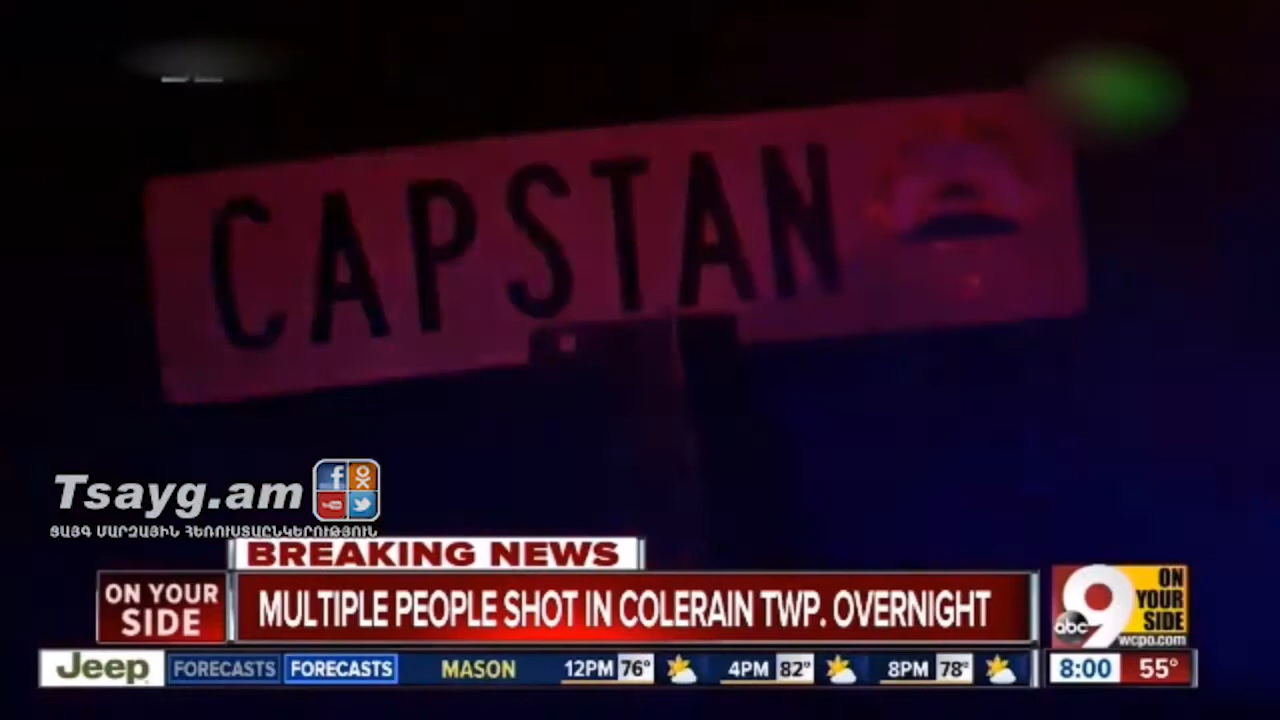 CAPSTAN
Tsayg.am
ՑԱՅԳ ՄԱՐԶԱՅԻՆ ՀԵՌՈՒՍՏԱԸՆԿԵՐՈՒԹՅՈՒՆ
BREAKING NEWS
ON YOUR SIDE
MULTIPLE PEOPLE SHOT IN COLERAIN TWP. OVERNIGHT
abc 9 ON YOUR SIDE
wcpo.com
Jeep FORECASTS FORECASTS MASON 12PM 76° 4PM 82° 8PM 78° 8:00 55°